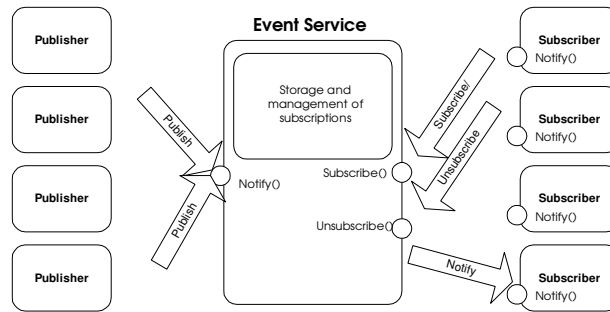 Event Service
Publisher
Publisher
Publisher
Publisher
Publish
Publish
Storage and
management of
subscriptions
Notify()
Subscribe()
Unsubscribe()
Subscribe/
Unsubscribe
Notify
Subscriber
Notify()
Subscriber
Notify()
Subscriber
Notify()
Subscriber
Notify()